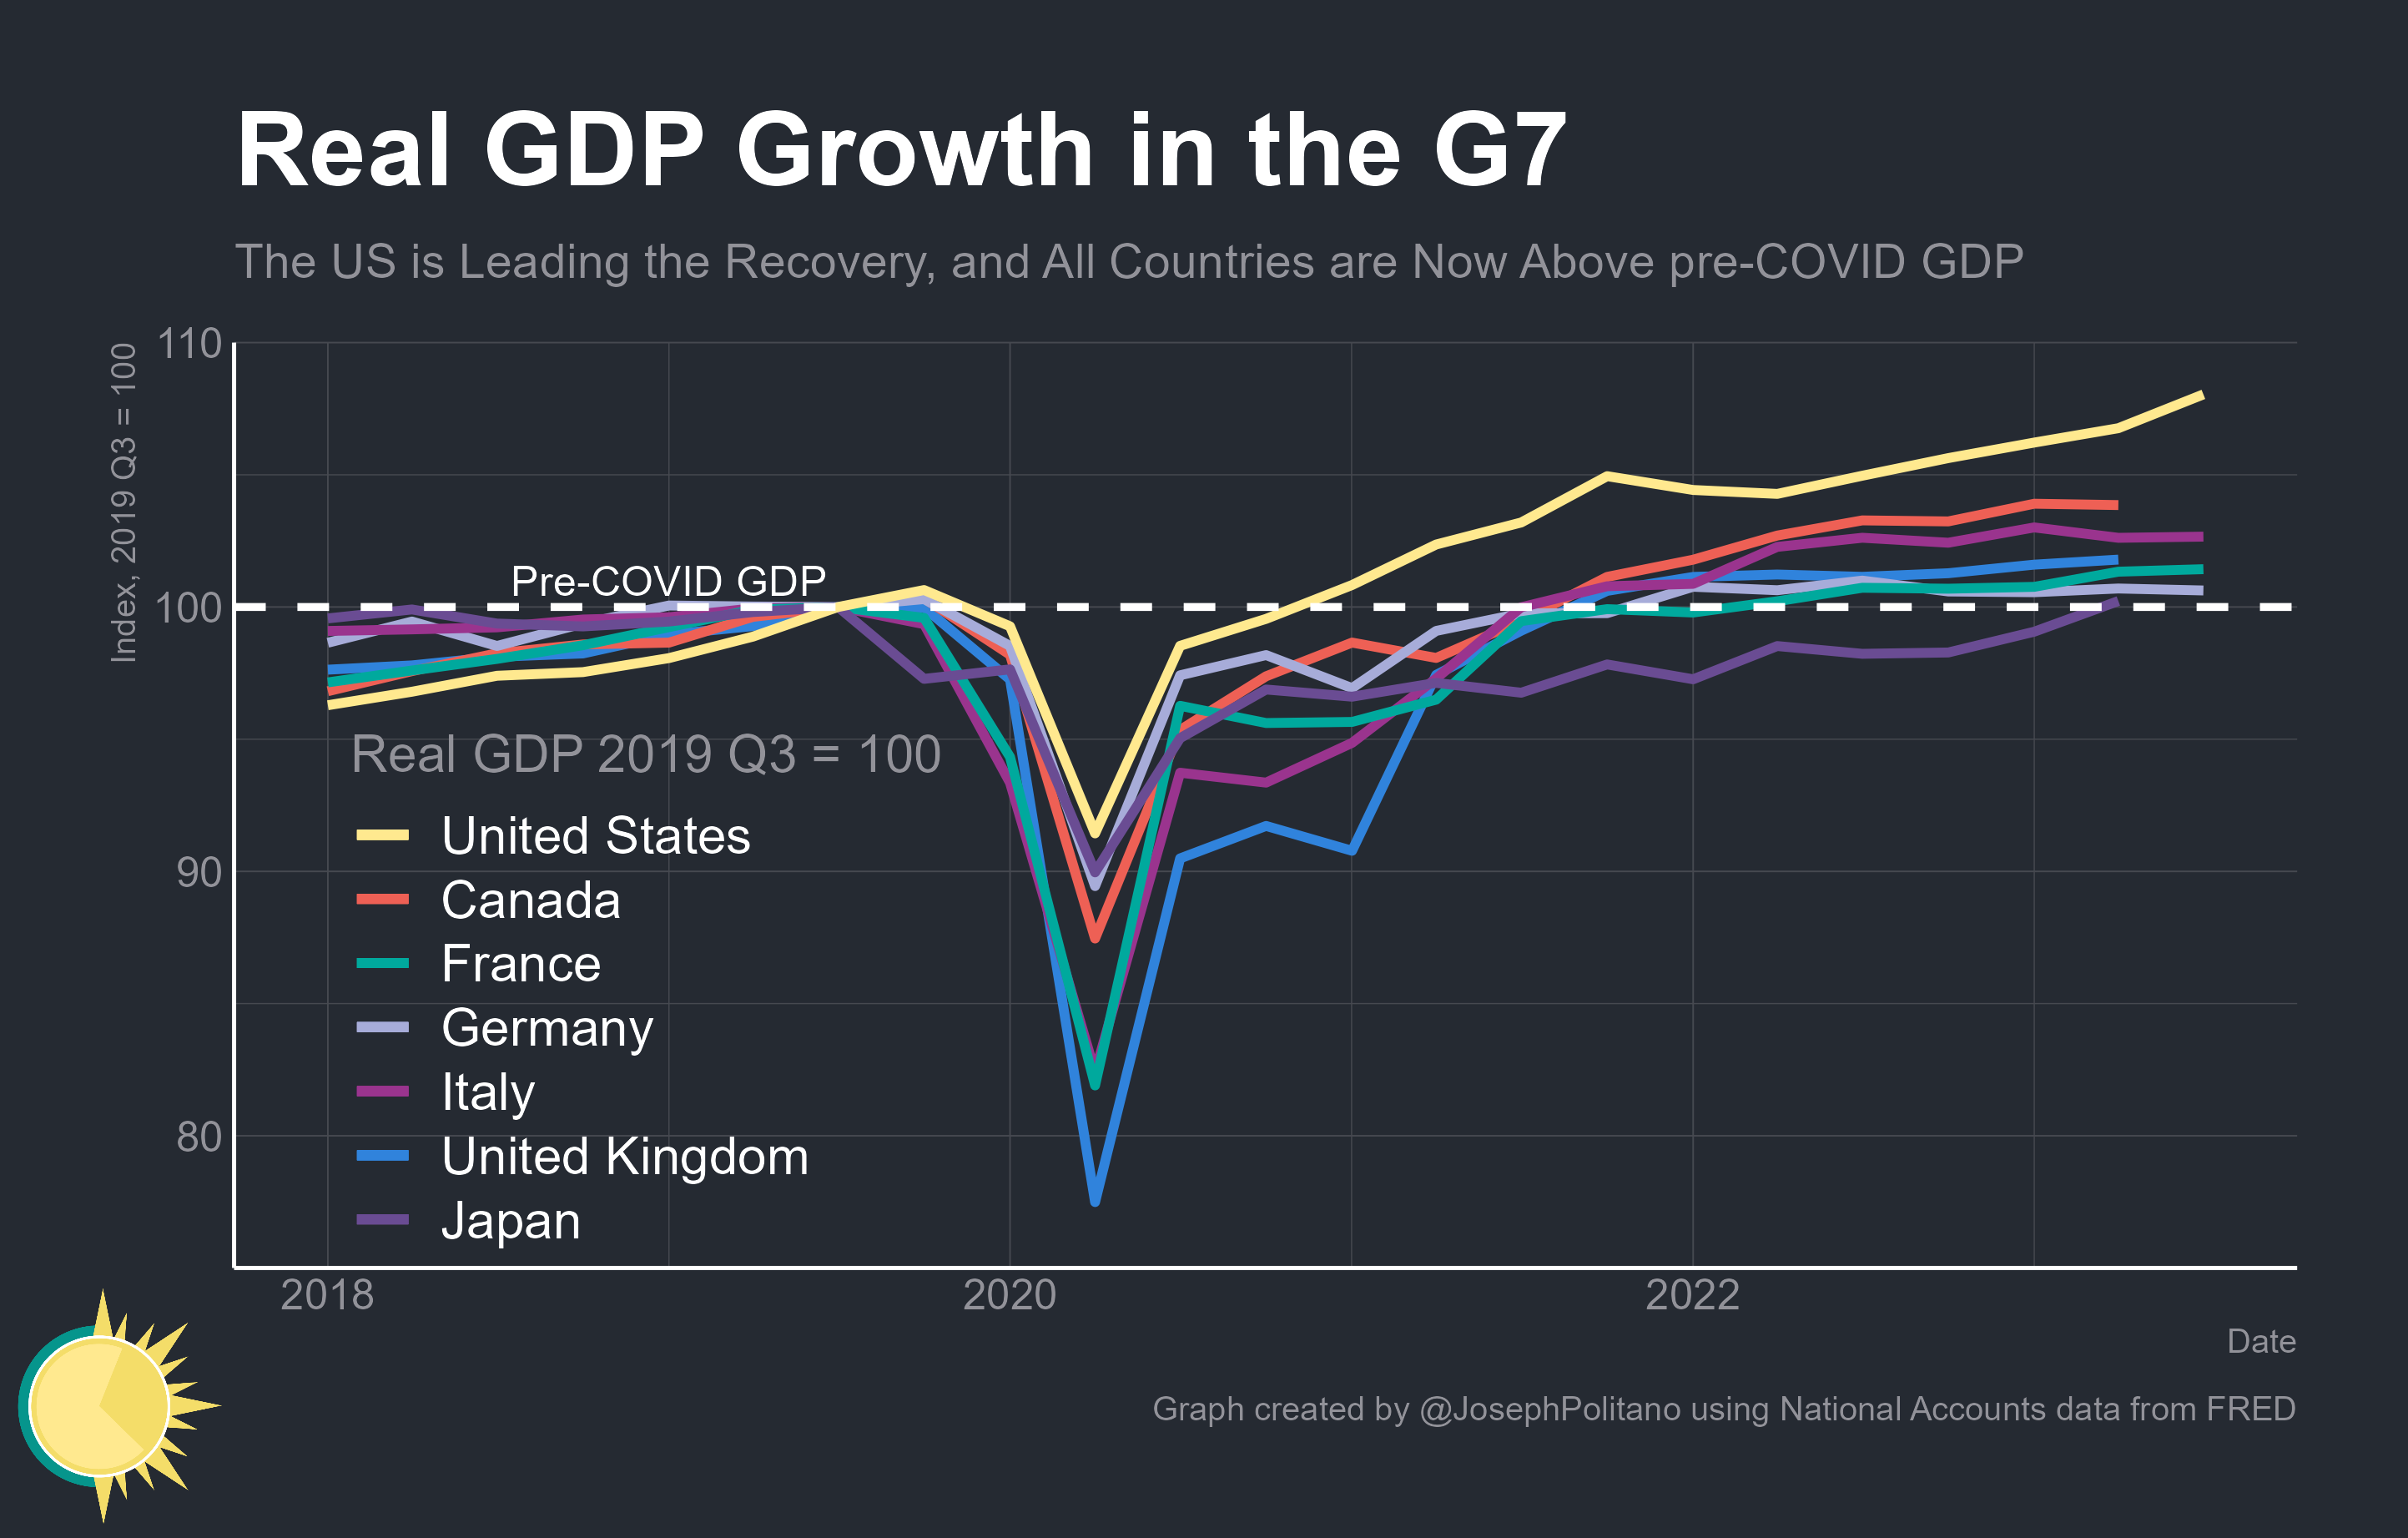 Real GDP Growth in the G7
The US is Leading the Recovery, and All Countries are Now Above pre-COVID GDP
Index, 2019 Q3 = 100
110
100
90
80
Pre-COVID GDP
Real GDP 2019 Q3 = 100
United States
Canada
France
Germany
Italy
United Kingdom
Japan
2018
2020
2022
Date
Graph created by @JosephPolitano using National Accounts data from FRED